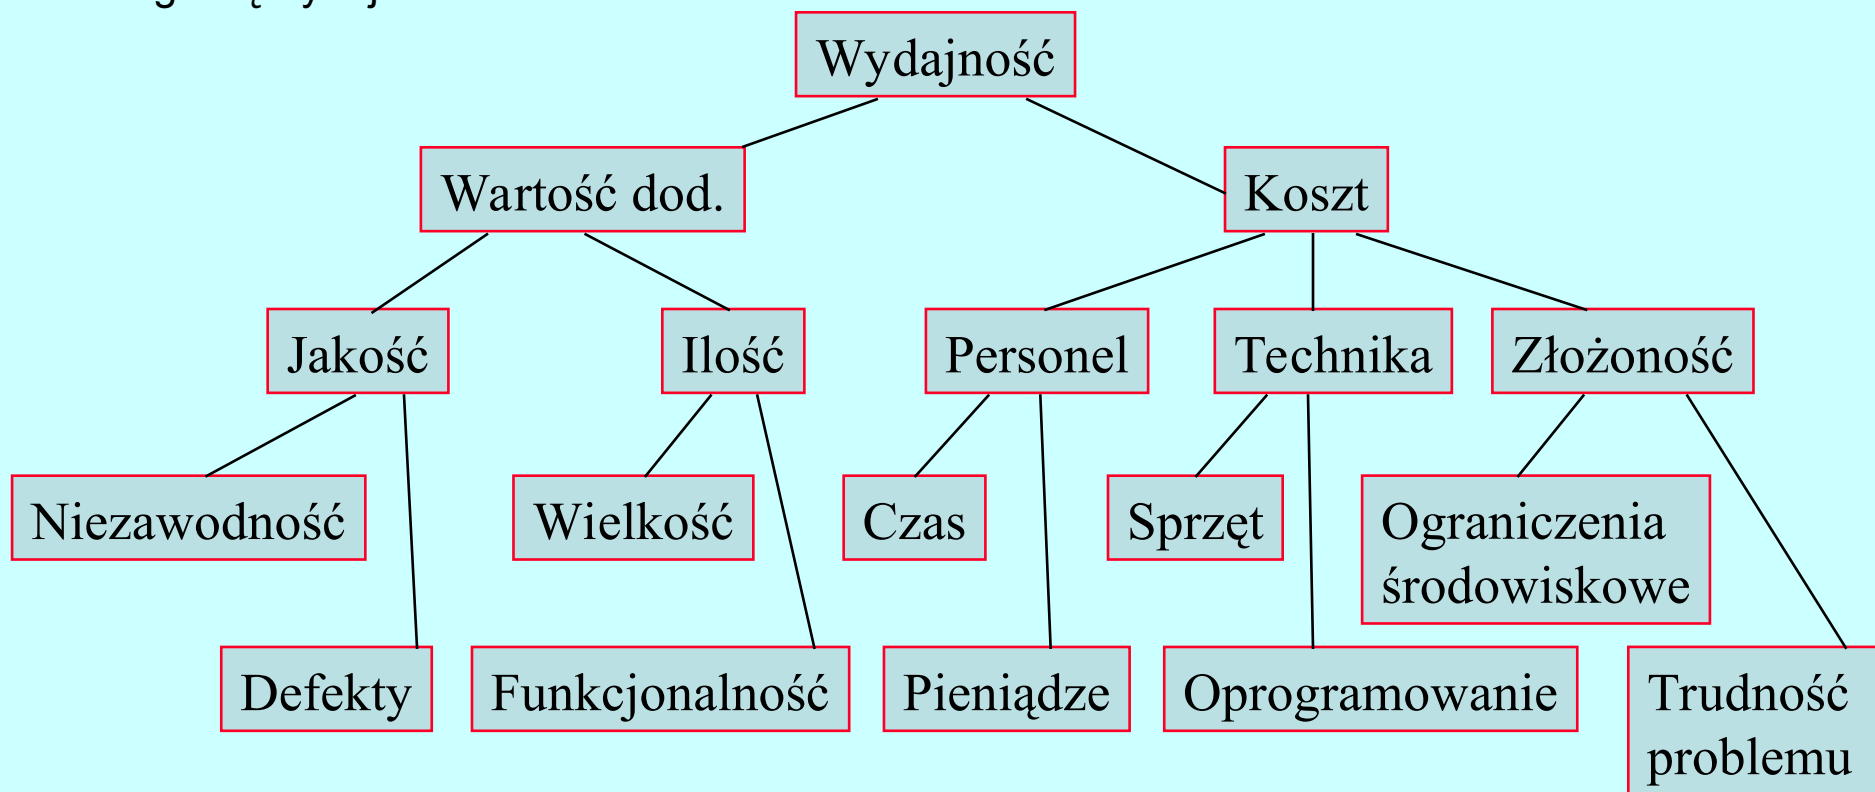 Wydajność
Wartość dod.
Koszt
Jakość
Ilość
Personel
Technika
Złożoność
Niezawodność
Wielkość
Czas
Sprzęt
Ograniczenia
środowiskowe
Defekty
Funkcjonalność
Pieniądze
Oprogramowanie
Trudność
problemu